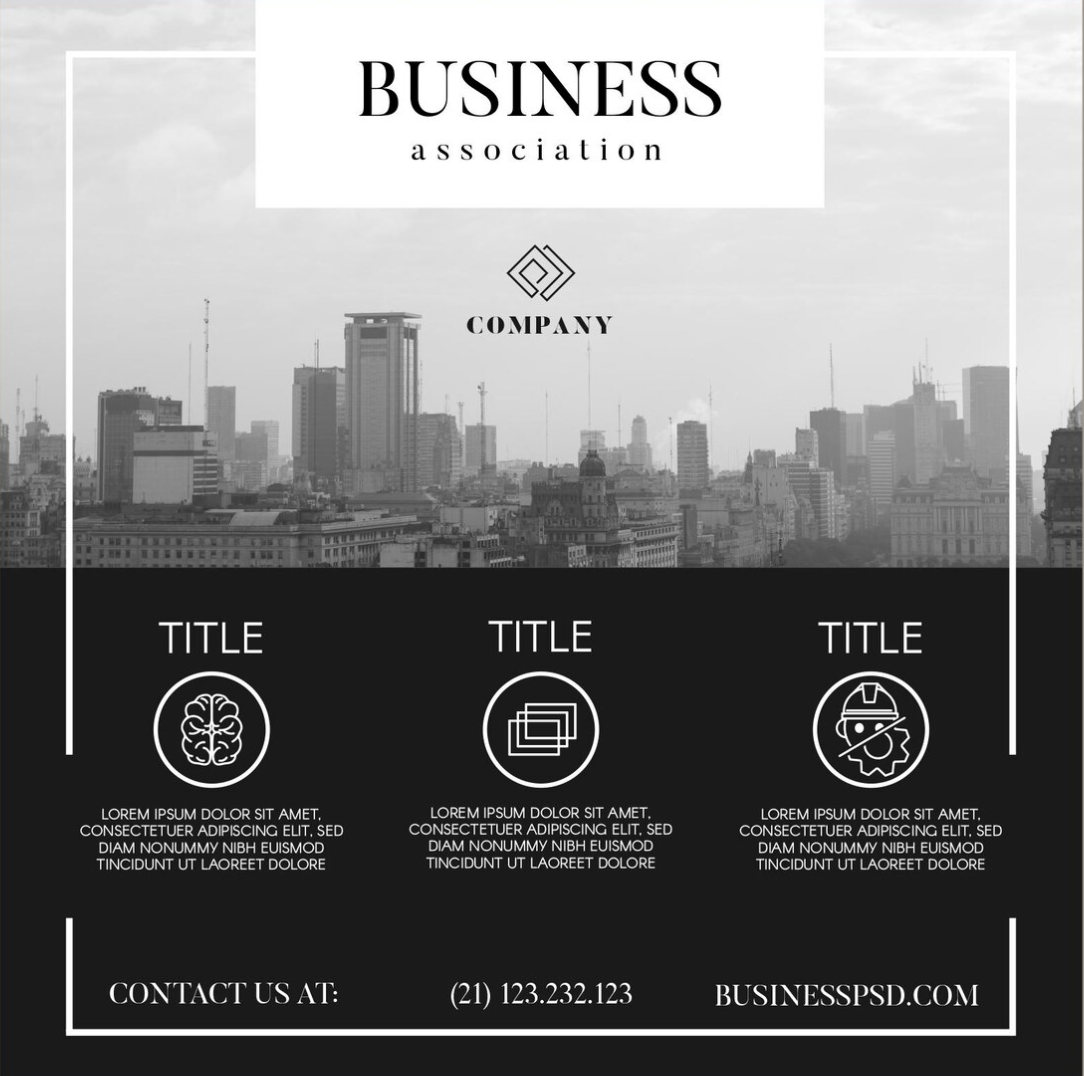 BUSINESS
association
COMPANY
TITLE
LOREM IPSUM DOLOR SIT AMET,
CONSECTETUER ADIPISCING ELIT, SED
DIAM NONUMMY NIBH EUISMOD
TINCIDUNT UT LAOREET DOLORE
TITLE
LOREM IPSUM DOLOR SIT AMET,
CONSECTETUER ADIPISCING ELIT, SED
DIAM NONUMMY NIBH EUISMOD
TINCIDUNT UT LAOREET DOLORE
TITLE
LOREM IPSUM DOLOR SIT AMET,
CONSECTETUER ADIPISCING ELIT, SED
DIAM NONUMMY NIBH EUISMOD
TINCIDUNT UT LAOREET DOLORE
CONTACT US AT:
(21) 123.232.123
BUSINESSPSD.COM